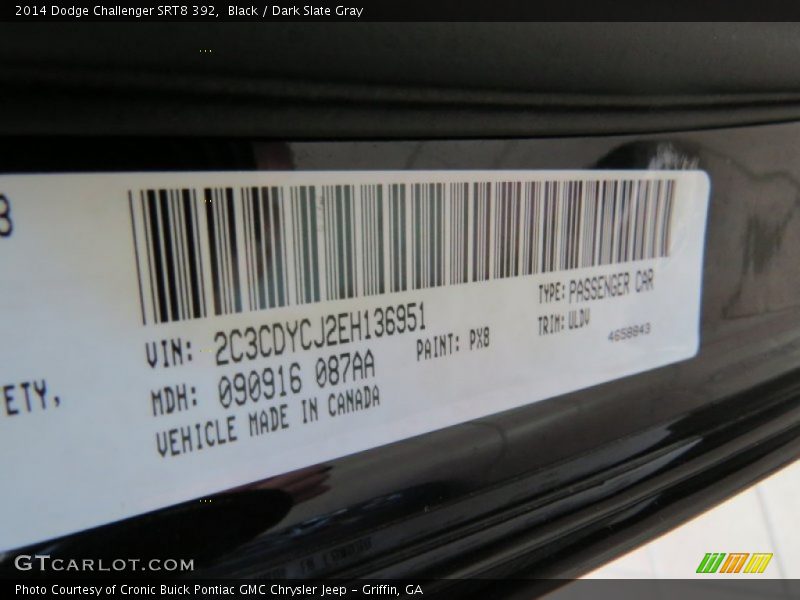 2014 Dodge Challenger SRT8 392, Black / Dark Slate Gray
ETY,
VIN: 2C3CDYCJ2EH136951
MDH: 090916 087AA
VEHICLE MADE IN CANADA
PAINT: PX8
TYPE: PASSENGER CAR
TRIM: ULDV
4658843
GTCARLOT.COM
Photo Courtesy of Cronic Buick Pontiac GMC Chrysler Jeep - Griffin, GA